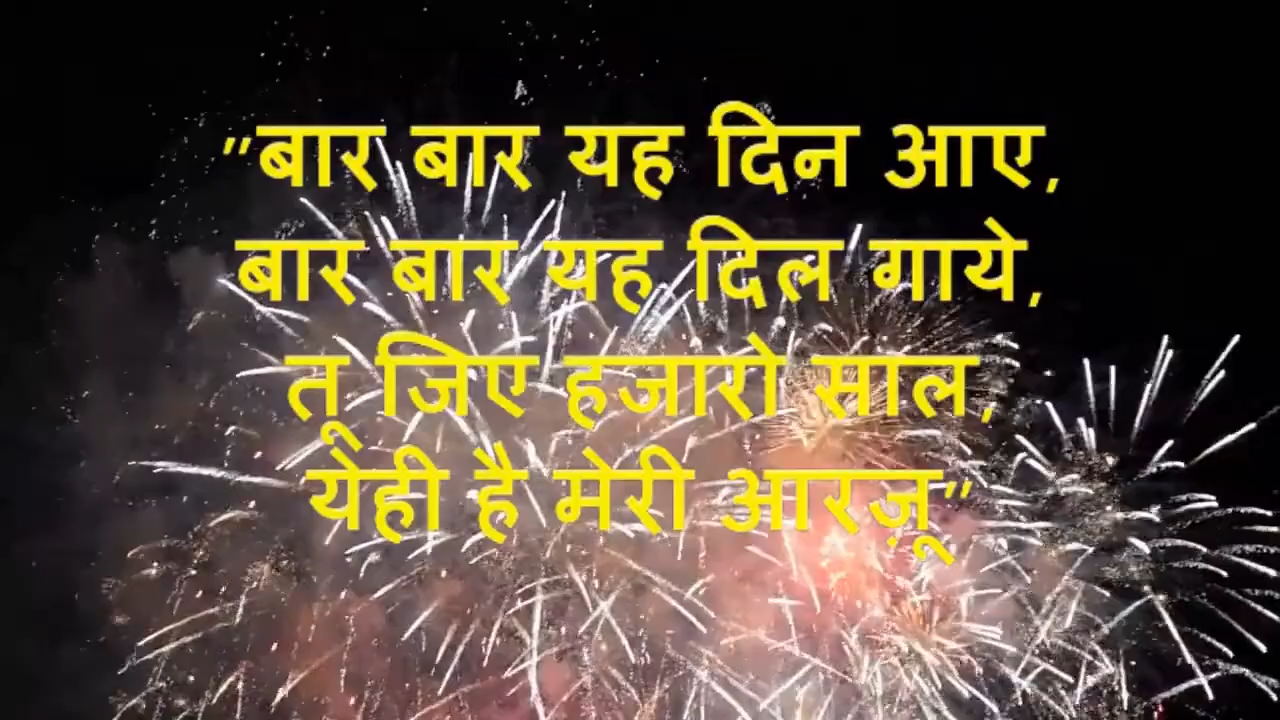 "बार बार यह दिन आए,
बार बार यह दिल गाये,
तू जिए हजारो साल,
येही है मेरी आरज़ू"